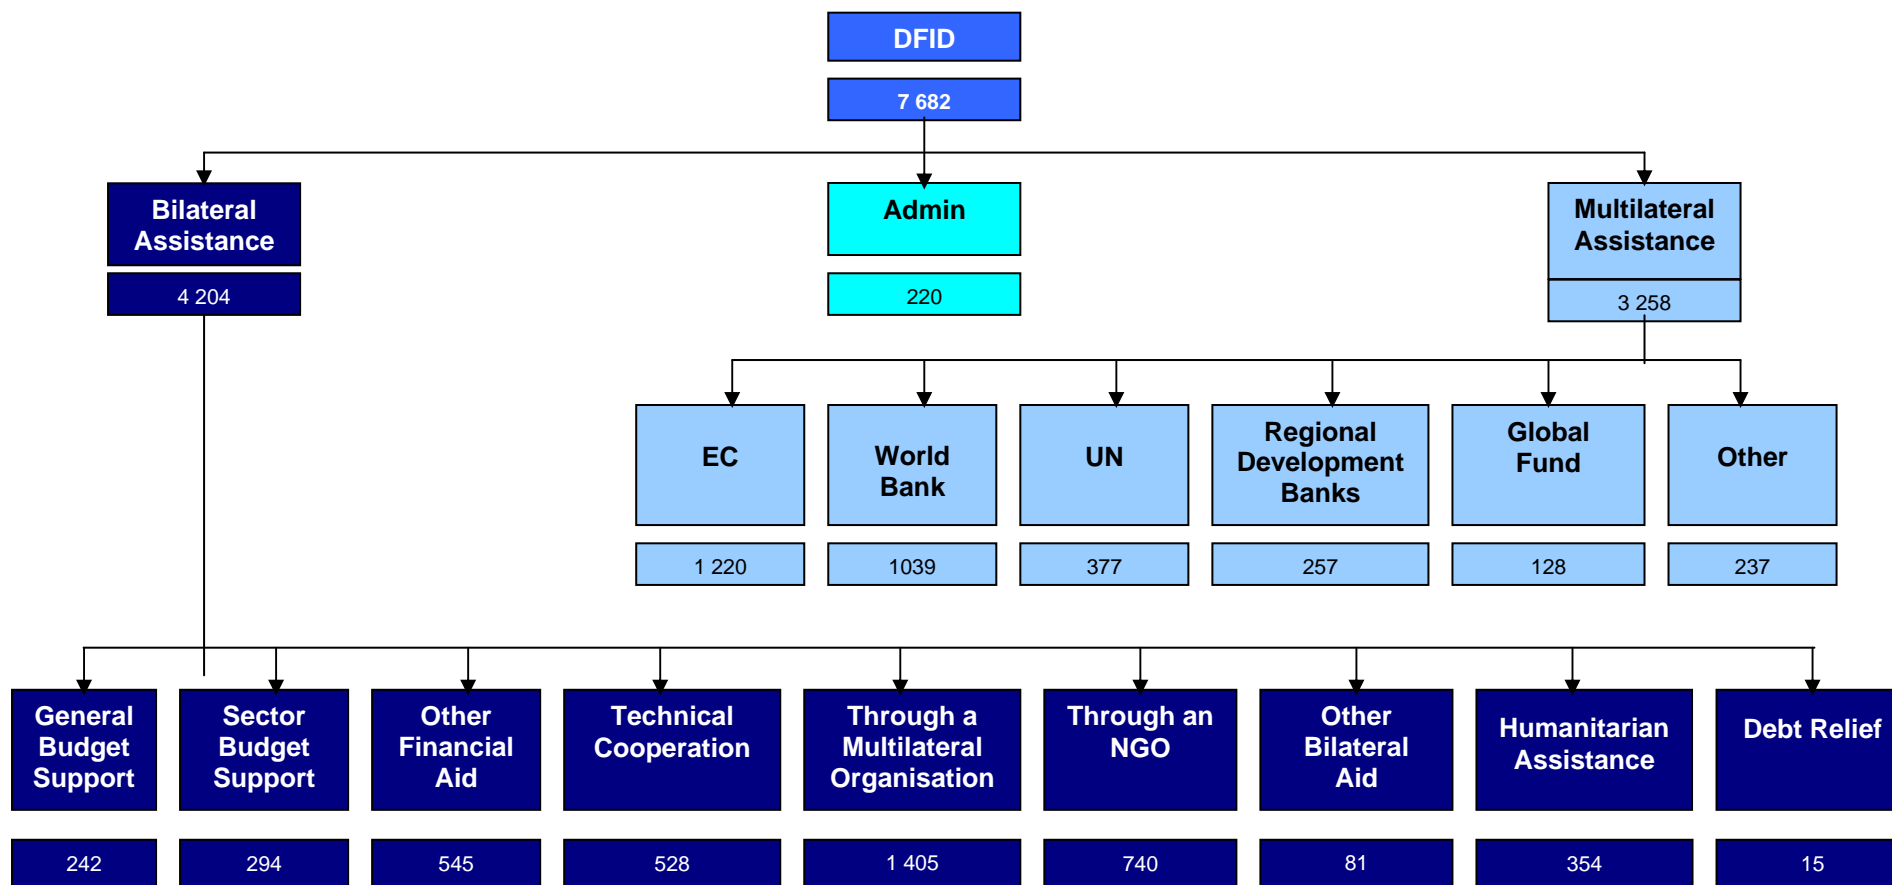 DFID
7 682
Bilateral
Assistance
4 204
Admin
220
Multilateral
Assistance
3 258
EC
1 220
World
Bank
1039
UN
377
Regional
Development
Banks
257
Global
Fund
128
Other
237
General
Budget
Support
242
Sector
Budget
Support
294
Other
Financial
Aid
545
Technical
Cooperation
528
Through a
Multilateral
Organisation
1 405
Through an
NGO
740
Other
Bilateral
Aid
81
Humanitarian
Assistance
354
Debt Relief
15